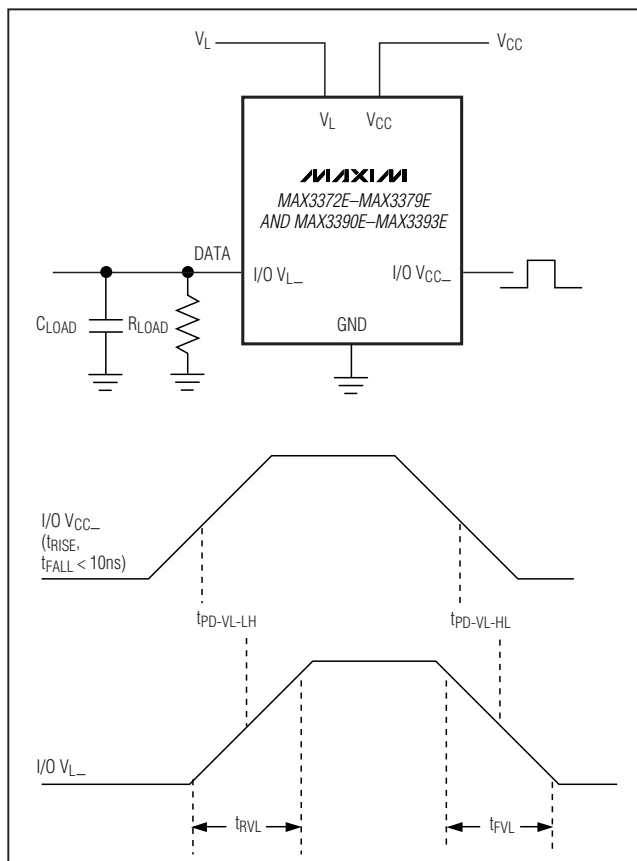 VL
VCC
VL VCC
MAXIM
MAX3372E–MAX3379E
AND MAX3390E–MAX3393E
DATA
I/O VL_
I/O VCC_
CLOAD
RLOAD
GND
I/O VCC_
(tRISE,
tFALL < 10ns)
tPD-VL-LH
tPD-VL-HL
I/O VL_
tRVL
tFVL